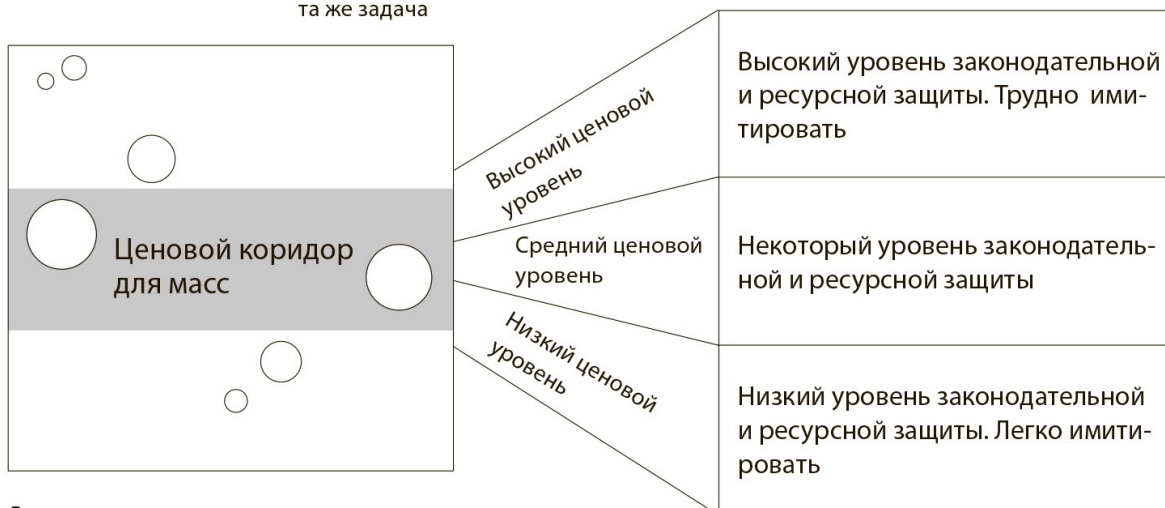 та же задача
Высокий ценовой
уровень
Высокий уровень законодательной
и ресурсной защиты. Трудно ими-
тировать
Ценовой коридор
для масс
Средний ценовой
уровень
Некоторый уровень законодатель-
ной и ресурсной защиты
Низкий ценовой
уровень
Низкий уровень законодательной
и ресурсной защиты. Легко имити-
ровать